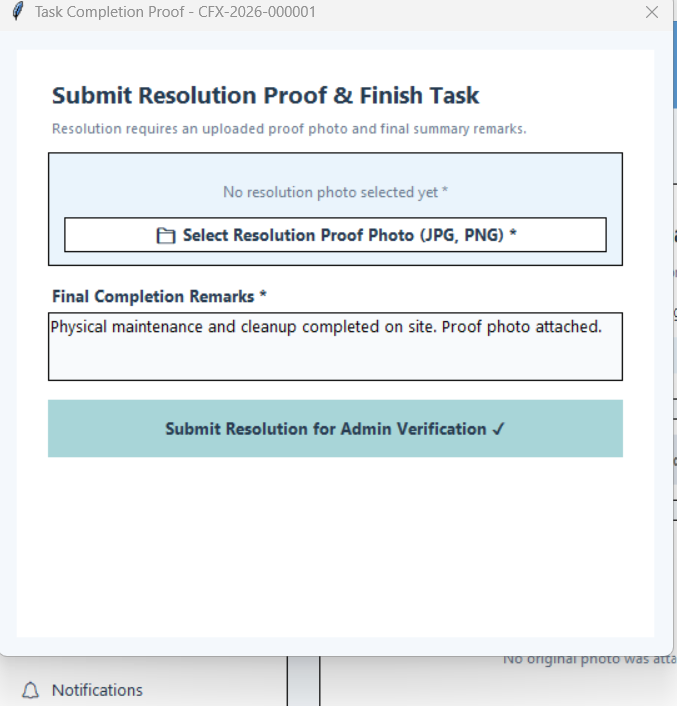 Task Completion Proof - CFX-2026-000001
Submit Resolution Proof & Finish Task
Resolution requires an uploaded proof photo and final summary remarks.
No resolution photo selected yet *
Select Resolution Proof Photo (JPG, PNG) *
Final Completion Remarks *
Physical maintenance and cleanup completed on site. Proof photo attached.
Submit Resolution for Admin Verification ✓
No original photo was
Notifications